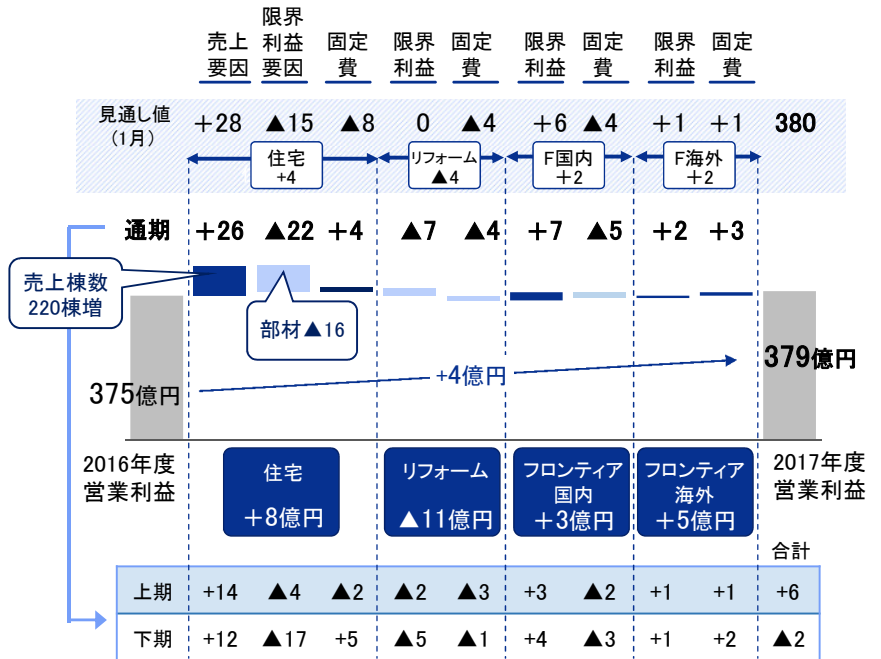 売上
要因
限界
利益
要因
固定
費
限界
利益
固定
費
限界
利益
固定
費
限界
利益
固定
費
見通し値
(1月)
+28 ▲15 ▲8 0 ▲4 +6 ▲4 +1 +1 380
住宅
+4
リフォーム
▲4
F国内
+2
F海外
+2
通期 +26 ▲22 +4 ▲7 ▲4 +7 ▲5 +2 +3
売上棟数
220棟増
部材▲16
375億円
+4億円
379億円
2016年度
営業利益
住宅
+8億円
リフォーム
▲11億円
フロンティア
国内
+3億円
フロンティア
海外
+5億円
2017年度
営業利益
合計
上期 +14 ▲4 ▲2 ▲2 ▲3 +3 ▲2 +1 +1 +6
下期 +12 ▲17 +5 ▲5 ▲1 +4 ▲3 +1 +2 ▲2